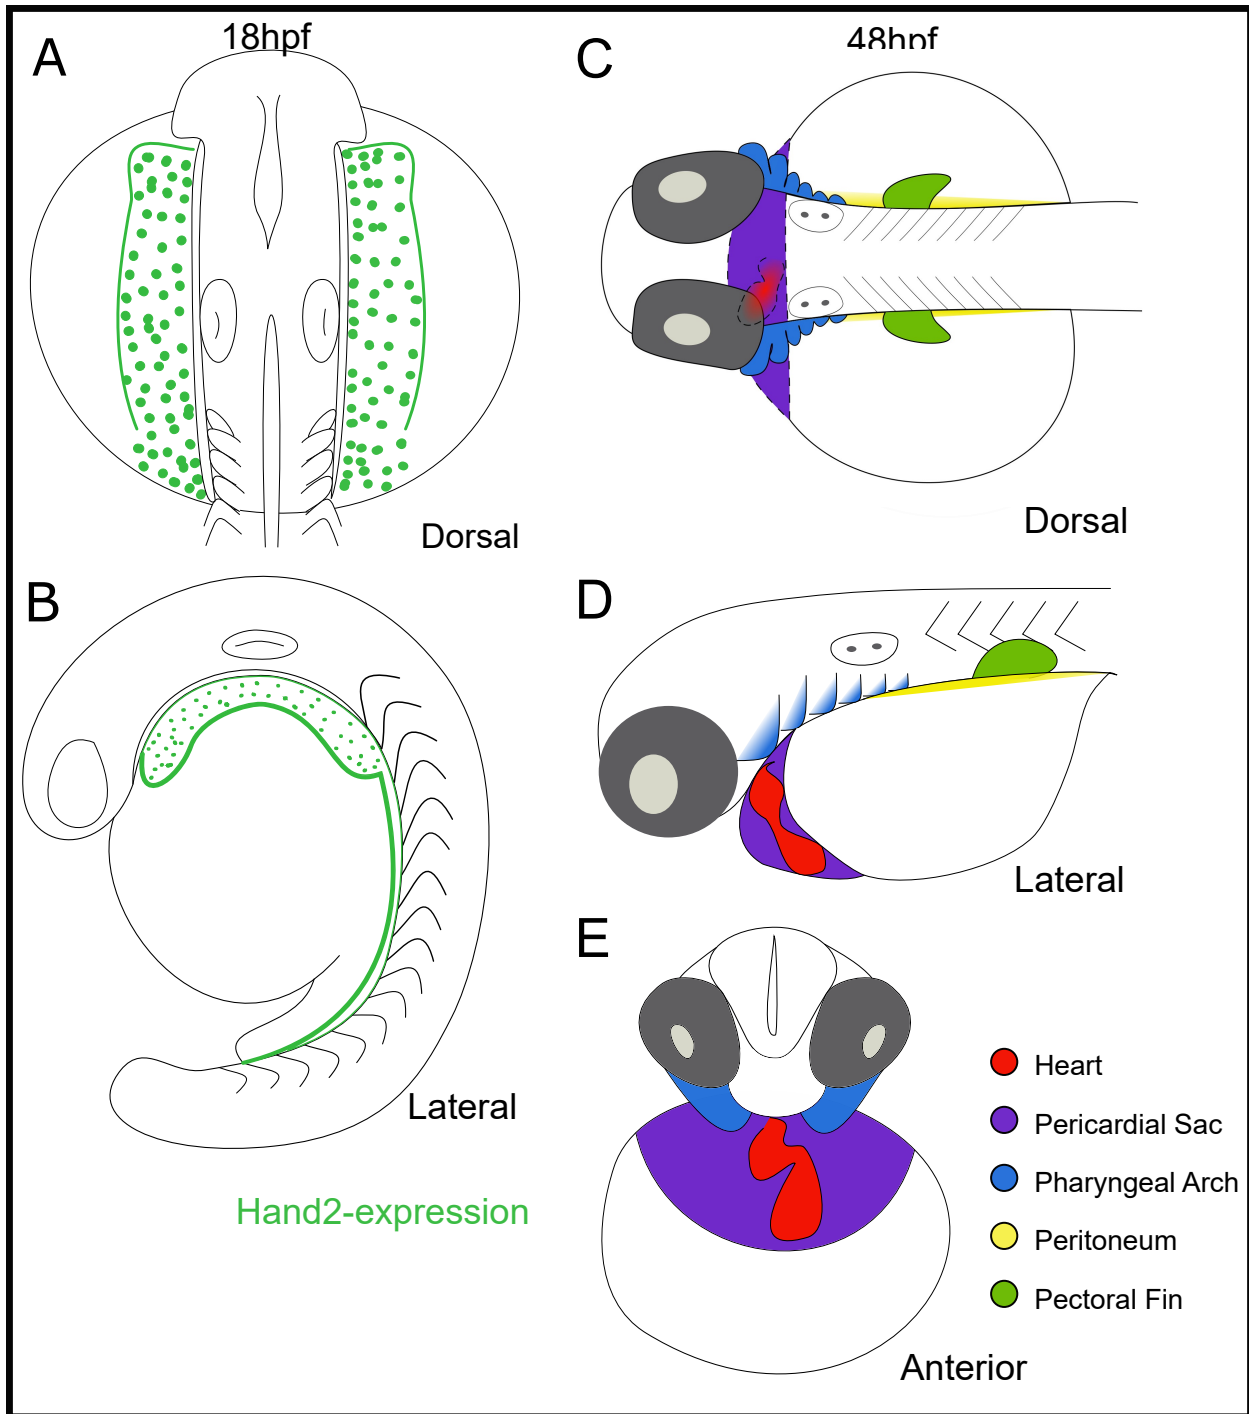 A
18hpf
Dorsal
B
Lateral
Hand2-expression
C
48hpf
Dorsal
D
Lateral
E
Anterior
Heart
Pericardial Sac
Pharyngeal Arch
Peritoneum
Pectoral Fin